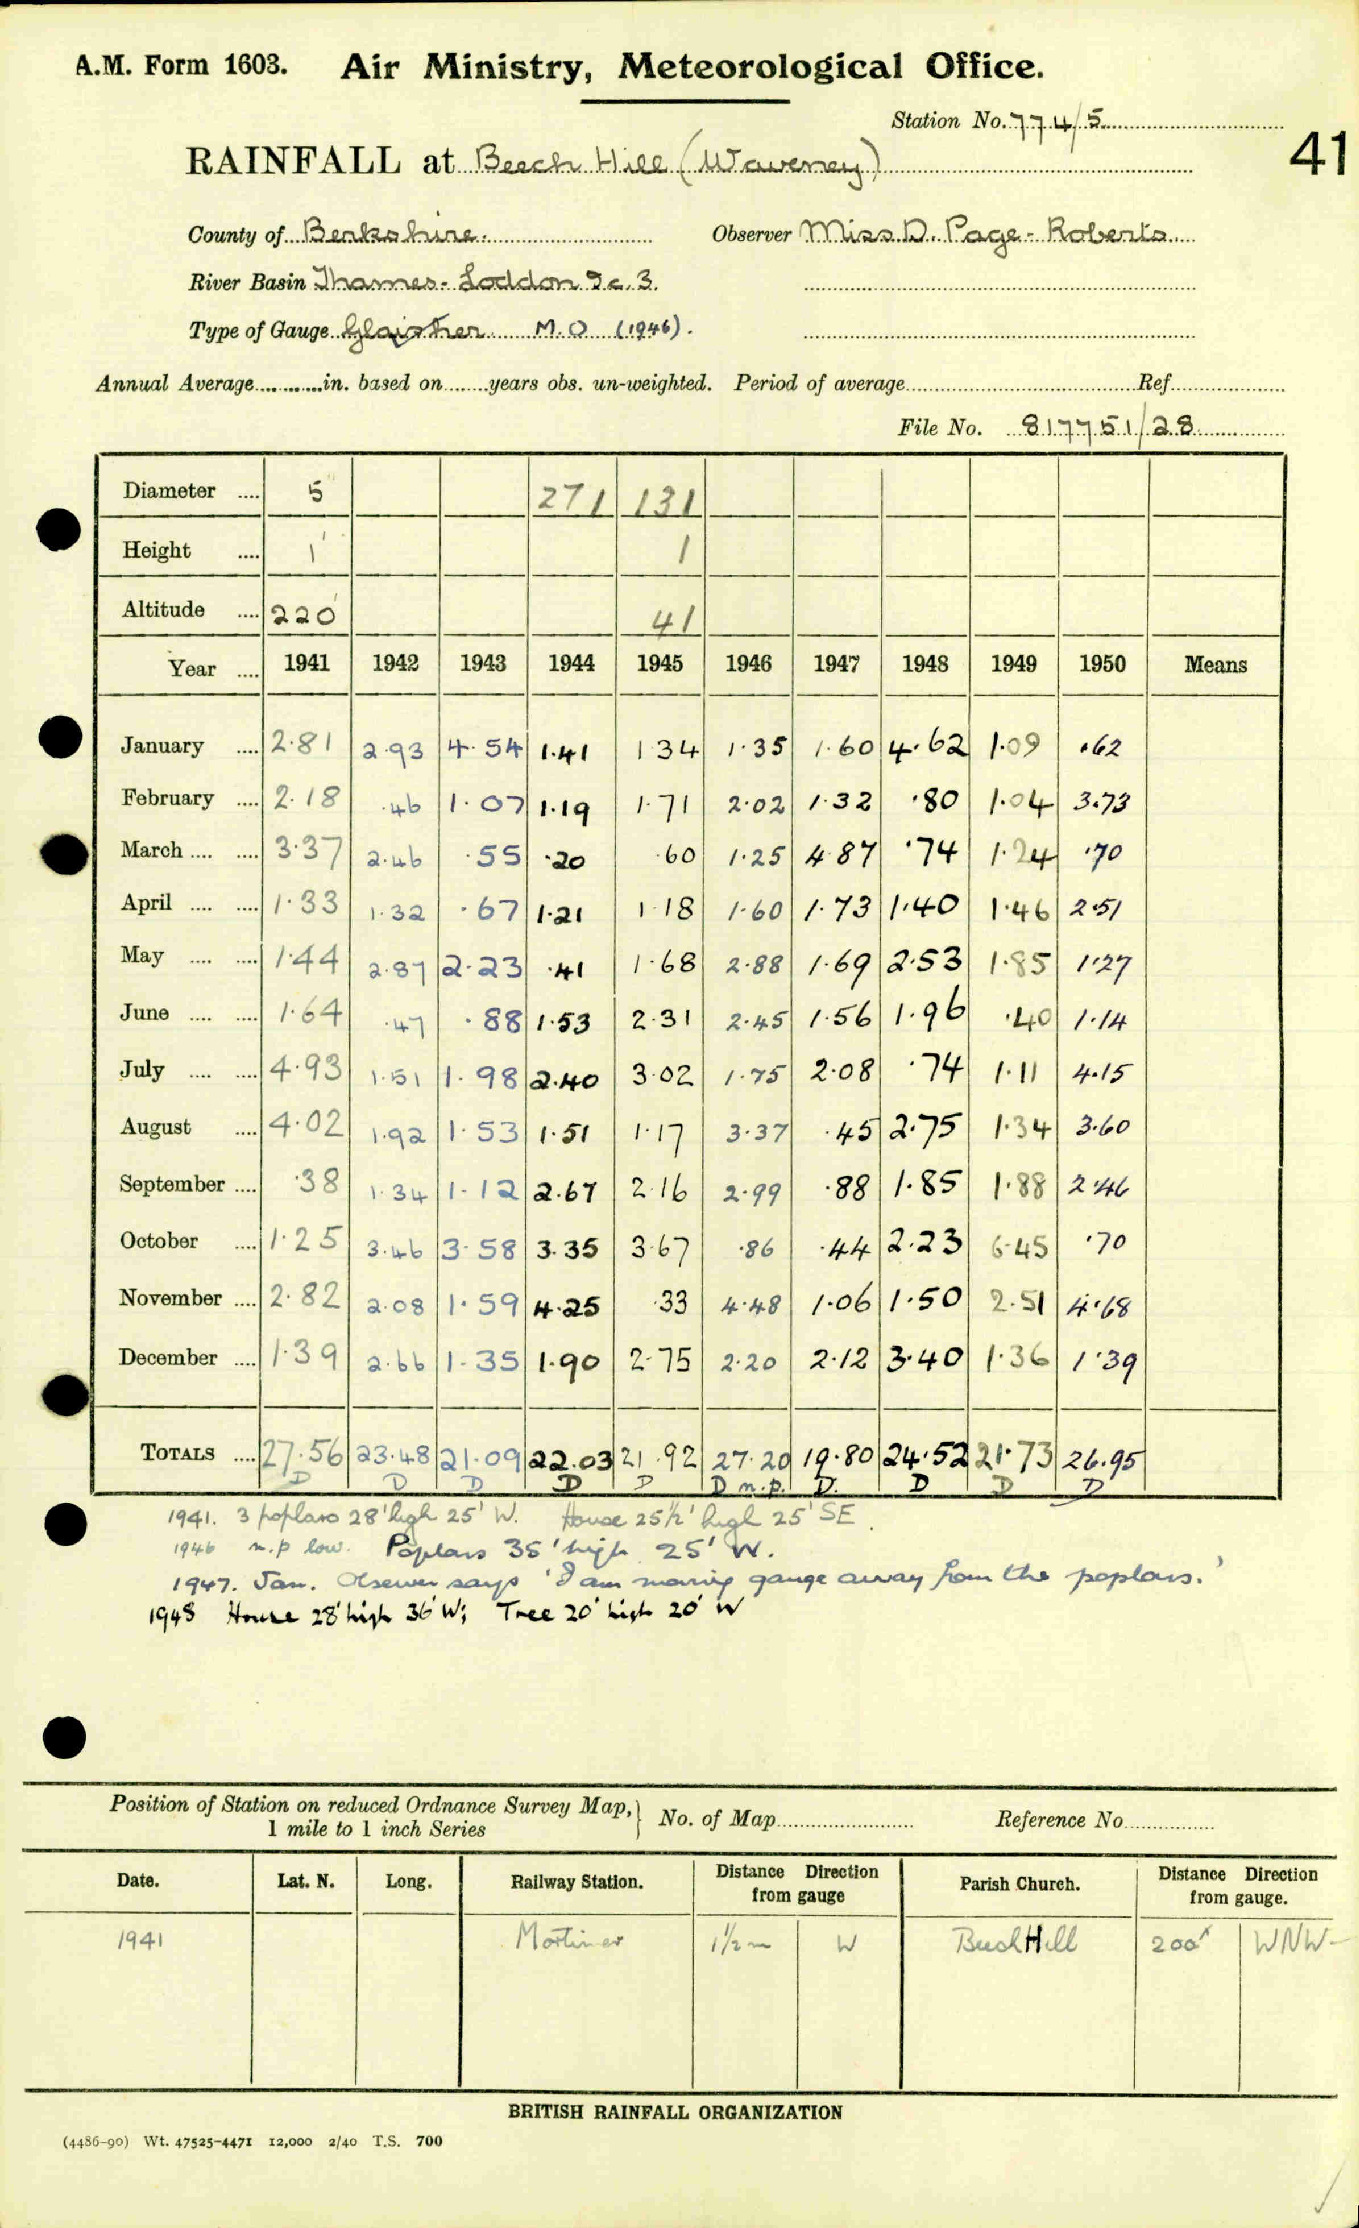 A.M. Form 1603. Air Ministry, Meteorological Office.
Station No. 774/5
41
RAINFALL at Beech Hill (Waveney)
County of Berkshire. Observer Miss D. Page-Roberts
River Basin Thames-Loddon &c. 3.
Type of Gauge Glaisher M.O (1946).
Annual Average in. based on years obs. un-weighted. Period of average Ref
File No. 817751/28
Diameter .... 5 271 131
Height .... 1' 1
Altitude .... 220' 41
Year .... 1941 1942 1943 1944 1945 1946 1947 1948 1949 1950 Means
January .... 2.81 2.93 4.54 1.41 1 34 1.35 1.60 4.62 1.09 .62
February .... 2.18 .46 1.07 1.19 1.71 2.02 1.32 .80 1.04 3.73
March .... .... 3.37 2.46 .55 .20 .60 1.25 4.87 .74 1.24 .70
April .... .... 1.33 1.32 .67 1.21 1.18 1.60 1.73 1.40 1.46 2.51
May .... .... 1.44 2.87 2.23 .41 1.68 2.88 1.69 2.53 1.85 1.27
June .... .... 1.64 .47 .88 1.53 2.31 2.45 1.56 1.96 .40 1.14
July .... .... 4.93 1.51 1.98 2.40 3.02 1.75 2.08 .74 1.11 4.15
August .... 4.02 1.92 1.53 1.51 1.17 3.37 .45 2.75 1.34 3.60
September .... .38 1.34 1.12 2.67 2.16 2.99 .88 1.85 1.88 2.46
October .... 1.25 3.46 3.58 3.35 3.67 .86 .44 2.23 6.45 .70
November .... 2.82 2.08 1.59 4.25 .33 4.48 1.06 1.50 2.51 4.68
December .... 1.39 2.66 1.35 1.90 2.75 2.20 2.12 3.40 1.36 1.39
TOTALS .... 27.56 23.48 21.09 22.03 21.92 27.20 19.80 24.52 21.73 26.95
D D D D D D n.p. D. D D D
1941. 3 poplars 28' high 25' W. House 25½' high 25' SE.
1946 n.p low. Poplars 35' high 25' W.
1947. Jan. Observer says 'I am moving gauge away from the poplars.'
1948 House 28' high 36' W; Tree 20' high 20' W
Position of Station on reduced Ordnance Survey Map, 1 mile to 1 inch Series } No. of Map Reference No
Date. Lat. N. Long. Railway Station. Distance Direction from gauge Parish Church. Distance Direction from gauge.
1941 Mortimer 1½ m W Beech Hill 200ˣ WNW
BRITISH RAINFALL ORGANIZATION
(4486-90) Wt. 47525-4471 12,000 2/40 T.S. 700